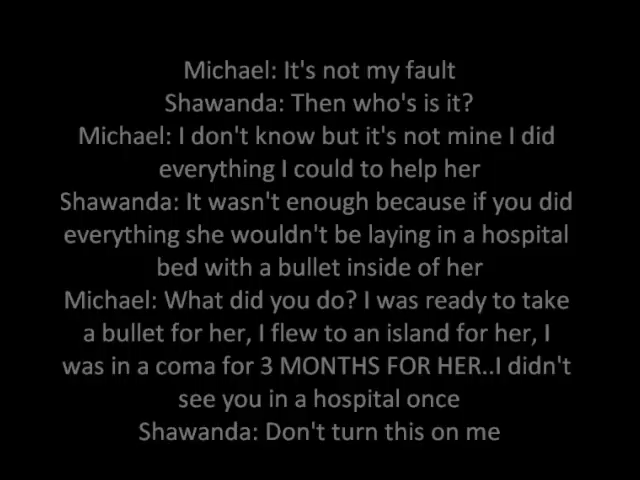 Michael: It's not my fault
Shawanda: Then who's is it?
Michael: I don't know but it's not mine I did
everything I could to help her
Shawanda: It wasn't enough because if you did
everything she wouldn't be laying in a hospital
bed with a bullet inside of her
Michael: What did you do? I was ready to take
a bullet for her, I flew to an island for her, I
was in a coma for 3 MONTHS FOR HER..I didn't
see you in a hospital once
Shawanda: Don't turn this on me